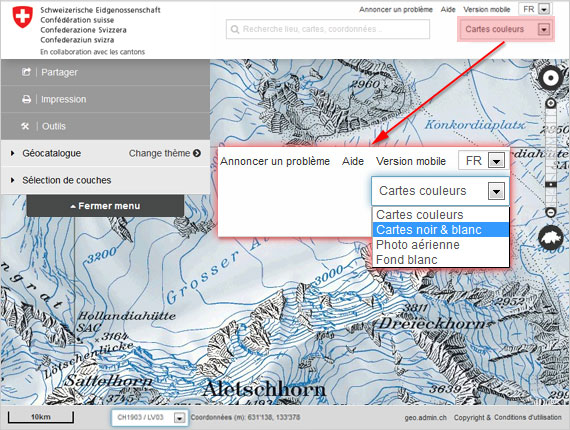 Schweizerische Eidgenossenschaft
Confédération suisse
Confederazione Svizzera
Confederaziun svizra
En collaboration avec les cantons
Annoncer un problème Aide Version mobile FR
Recherche lieu, cartes, coordonnées...
Cartes couleurs
Partager
Impression
Outils
Géocatalogue Change thème
Sélection de couches
Fermer menu
2960
Konkordiaplatz
Annoncer un problème Aide Version mobile FR
Cartes couleurs
Cartes couleurs
Cartes noir & blanc
Photo aérienne
Fond blanc
3200
3000
Grosser
Hollandiahütte
SAC
3164
Lötschenlücke
Sattelhorn
Dreieckhorn
2952
Aletschhorn
10km
CH1903 / LV03
Coordonnées (m): 631'138, 133'378
geo.admin.ch Copyright & Conditions d'utilisation